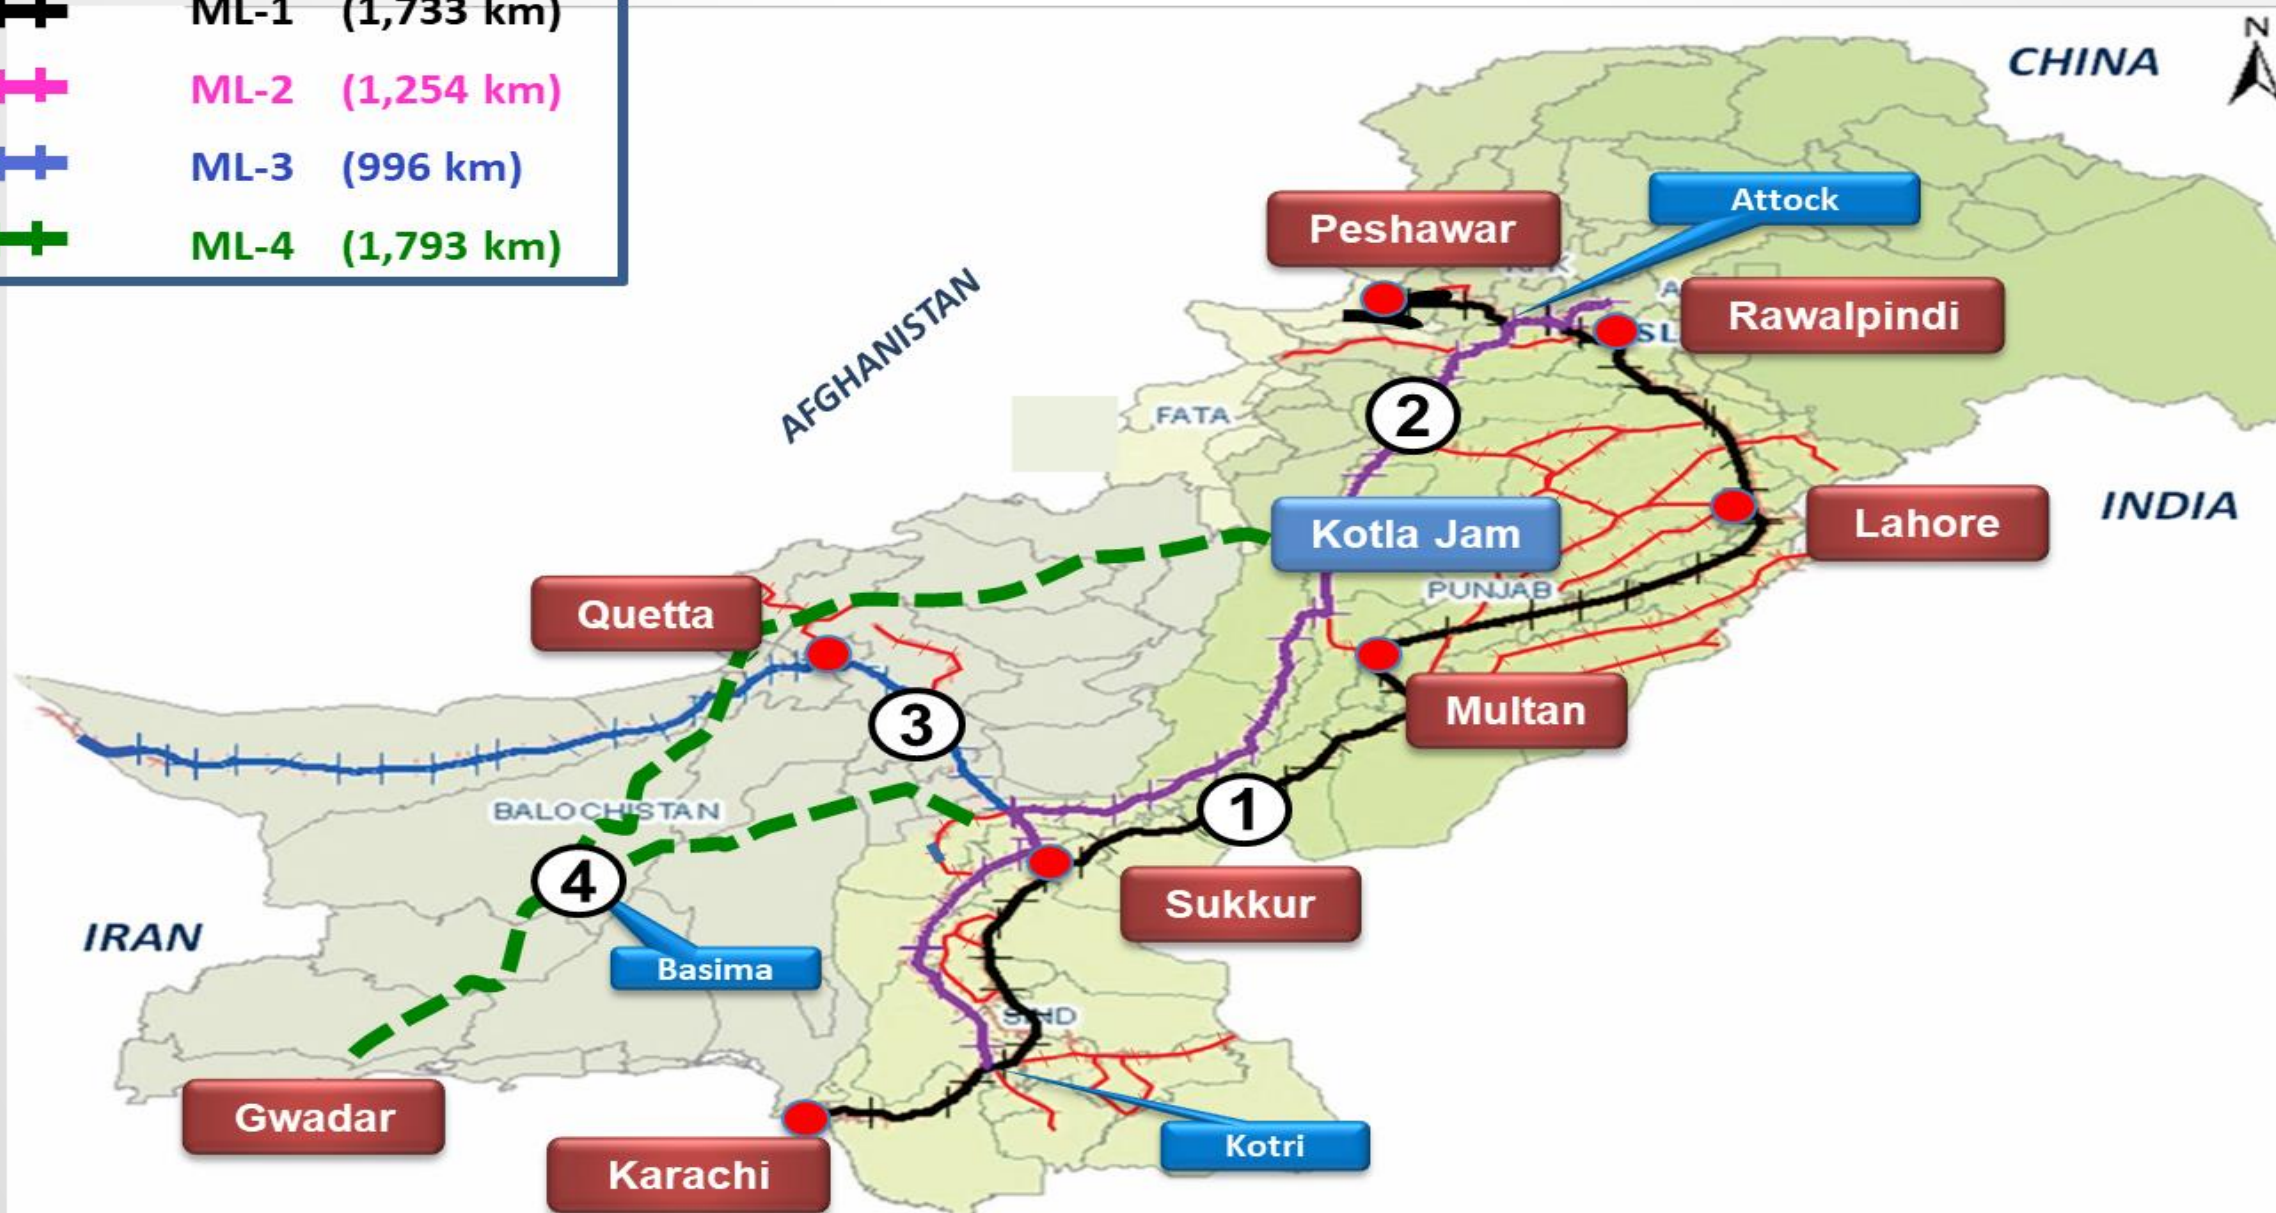 ML-1 (1,733 km)
ML-2 (1,254 km)
ML-3 (996 km)
ML-4 (1,793 km)
CHINA
N
Attock
Peshawar
Rawalpindi
AFGHANISTAN
2
FATA
INDIA
Kotla Jam
Lahore
PUNJAB
Quetta
Multan
3
BALOCHISTAN
1
4
Sukkur
IRAN
Basima
SIND
Gwadar
Kotri
Karachi